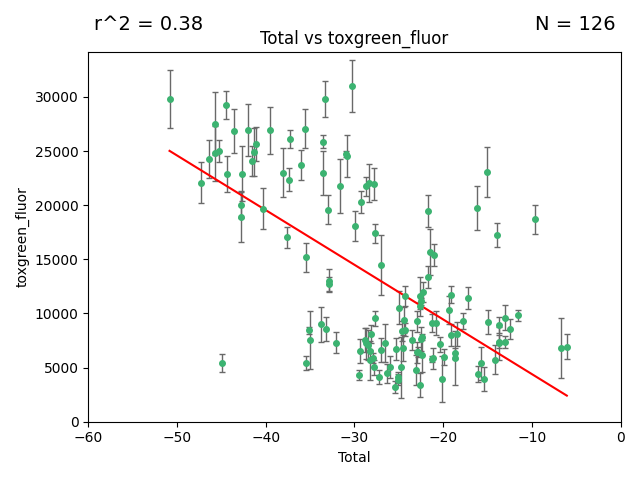 r^2 = 0.38 N = 126
Total vs toxgreen_fluor
30000
25000
20000
15000
10000
5000
0
toxgreen_fluor
−60 −50 −40 −30 −20 −10 0
Total